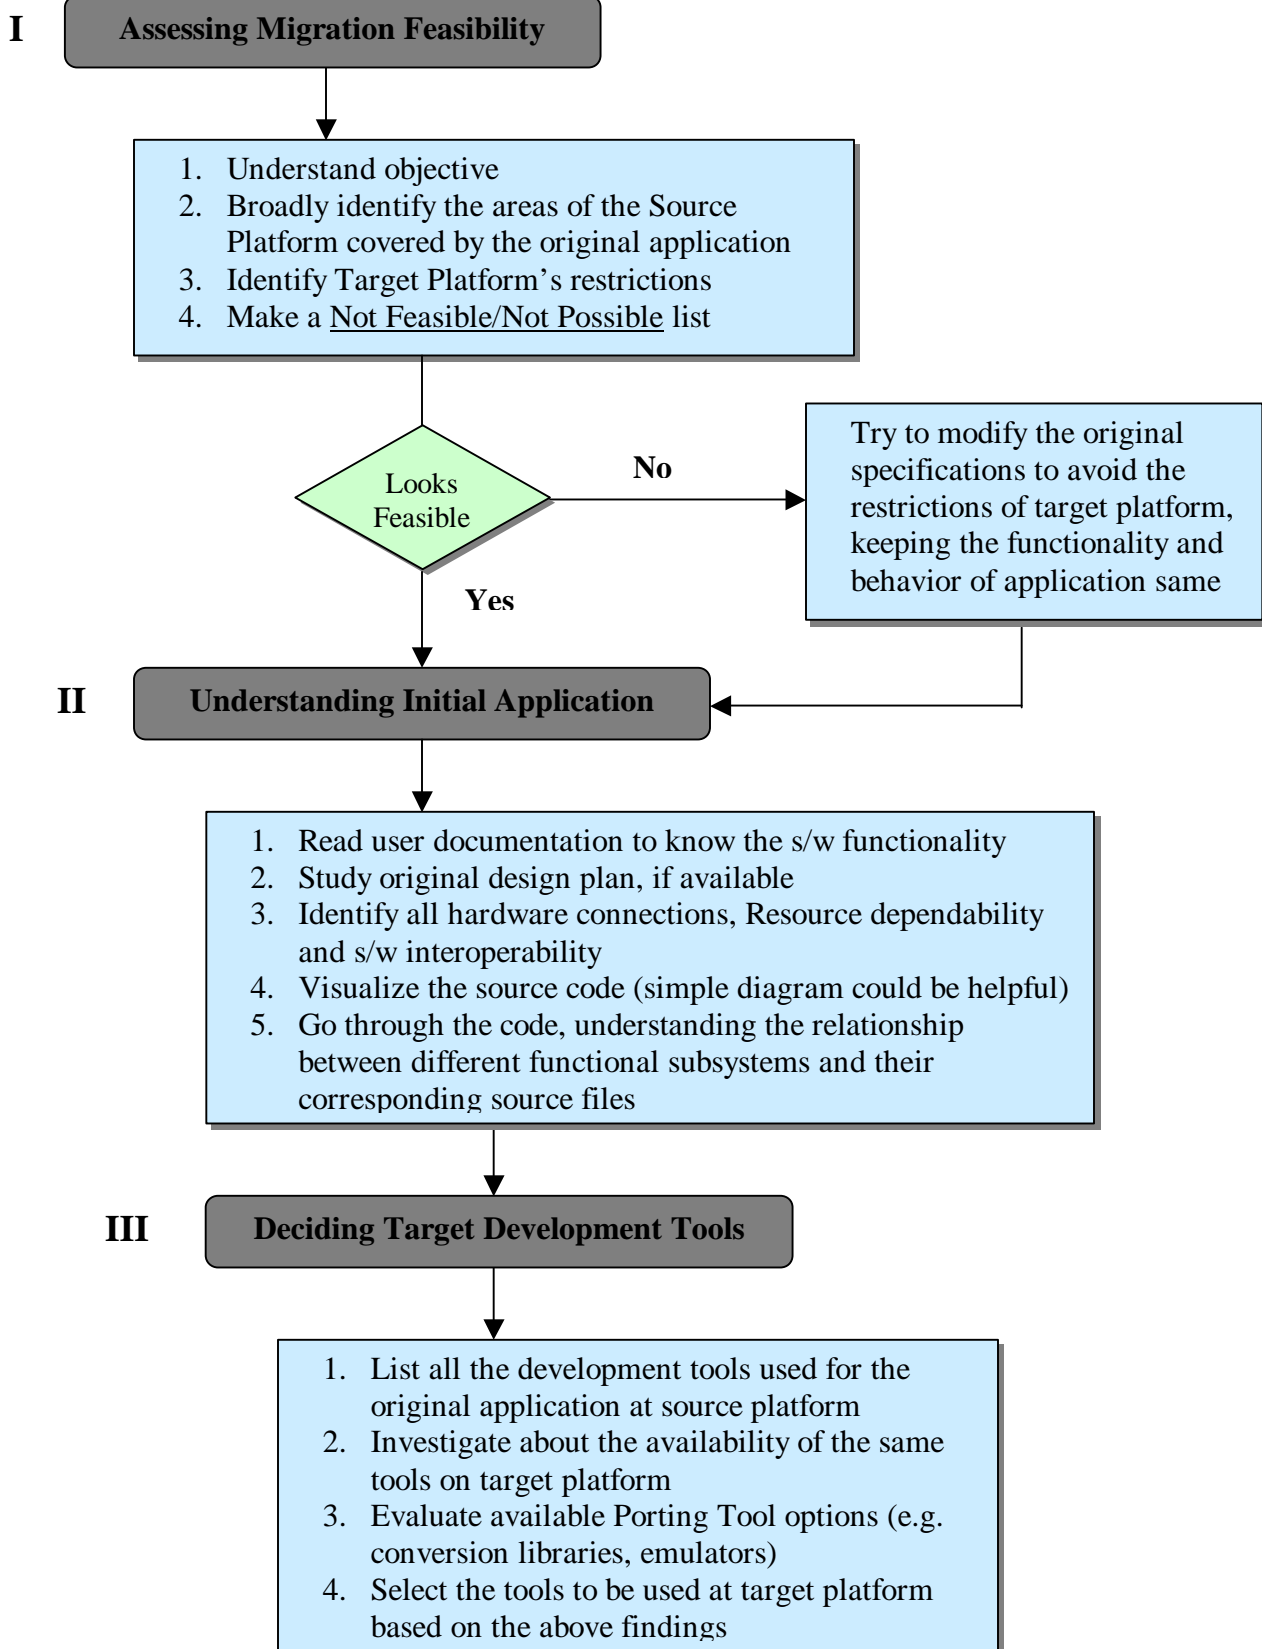 I
Assessing Migration Feasibility
1. Understand objective
2. Broadly identify the areas of the Source
Platform covered by the original application
3. Identify Target Platform’s restrictions
4. Make a Not Feasible/Not Possible list
Looks
Feasible
No
Try to modify the original
specifications to avoid the
restrictions of target platform,
keeping the functionality and
behavior of application same
Yes
II
Understanding Initial Application
1. Read user documentation to know the s/w functionality
2. Study original design plan, if available
3. Identify all hardware connections, Resource dependability
and s/w interoperability
4. Visualize the source code (simple diagram could be helpful)
5. Go through the code, understanding the relationship
between different functional subsystems and their
corresponding source files
III
Deciding Target Development Tools
1. List all the development tools used for the
original application at source platform
2. Investigate about the availability of the same
tools on target platform
3. Evaluate available Porting Tool options (e.g.
conversion libraries, emulators)
4. Select the tools to be used at target platform
based on the above findings